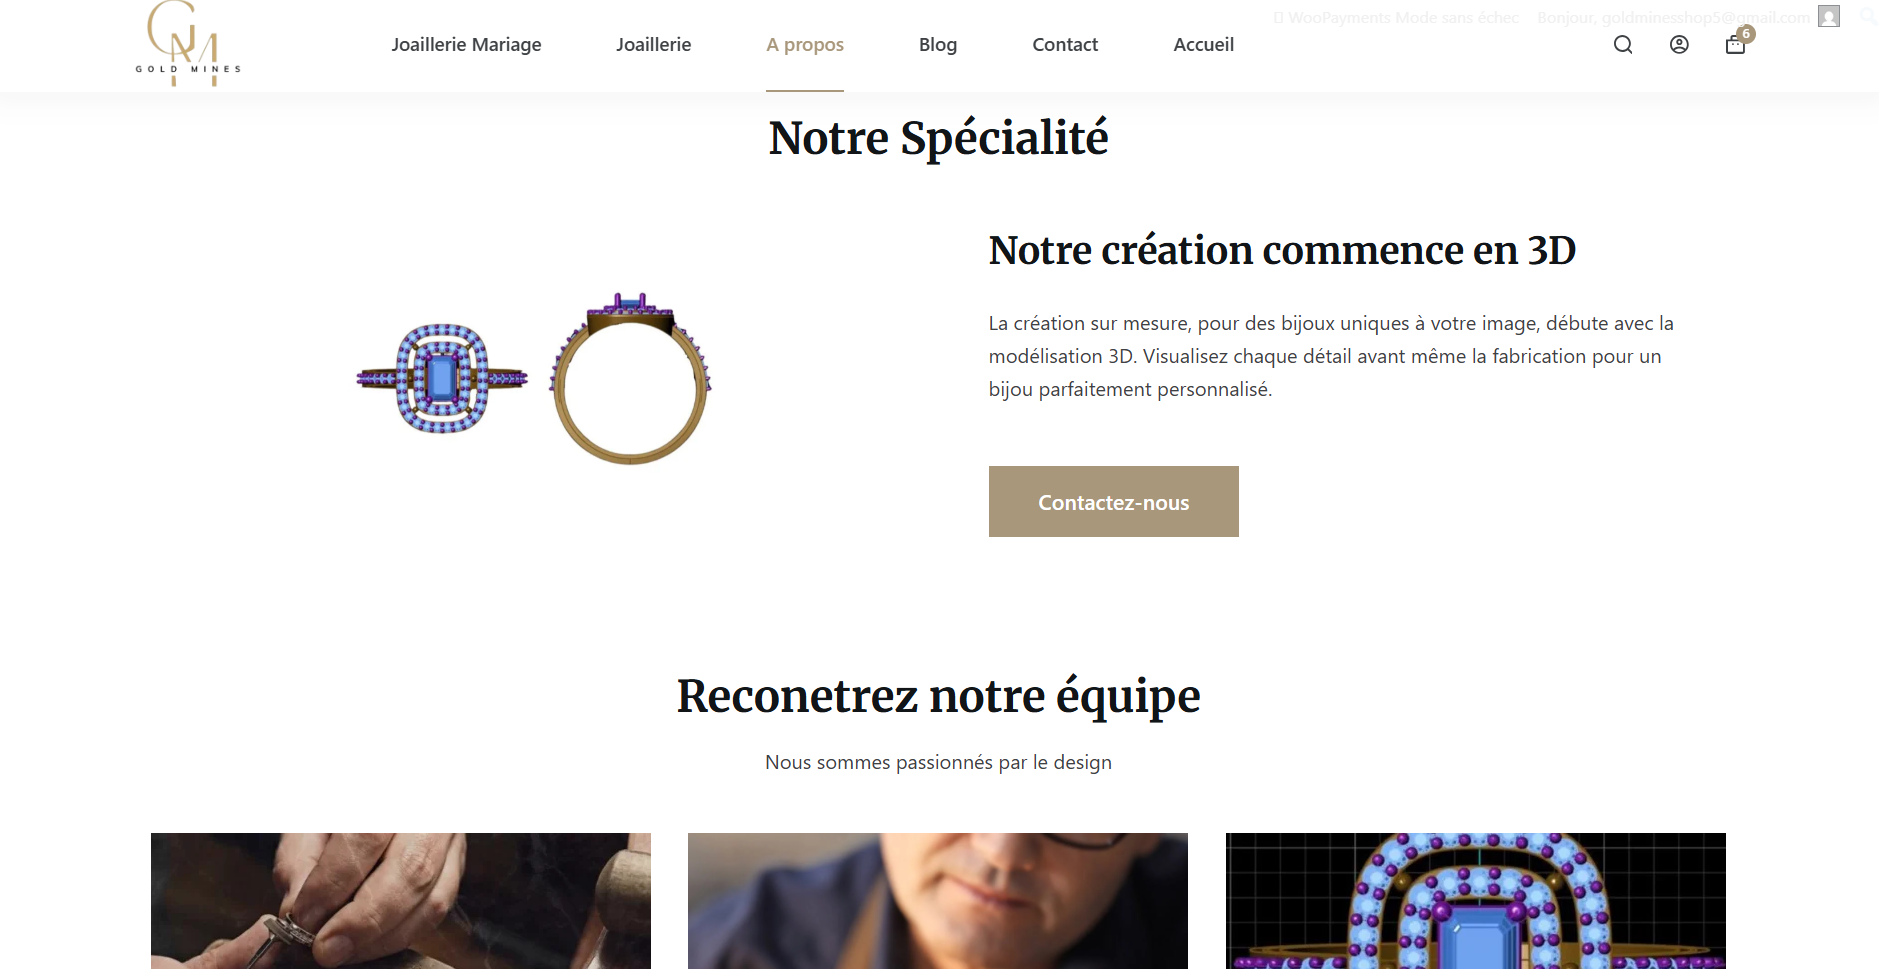 WooPayments Mode sans échec
Bonjour, goldminesshop5@gmail.com
GM
GOLD MINES
Joaillerie Mariage
Joaillerie
A propos
Blog
Contact
Accueil
6
Notre Spécialité
Notre création commence en 3D
La création sur mesure, pour des bijoux uniques à votre image, débute avec la
modélisation 3D. Visualisez chaque détail avant même la fabrication pour un
bijou parfaitement personnalisé.
Contactez-nous
Reconetrez notre équipe
Nous sommes passionnés par le design